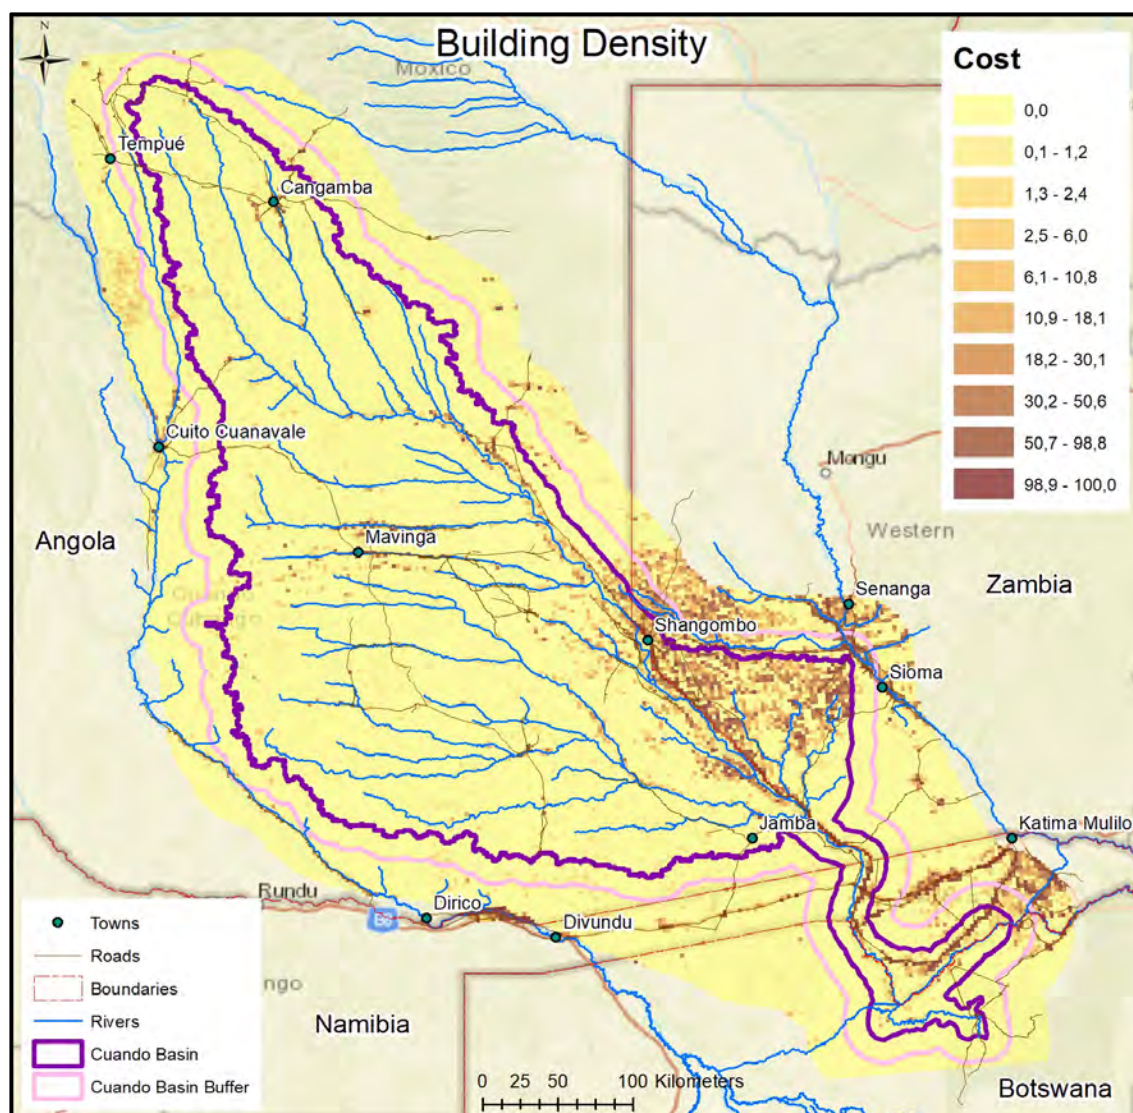 Building Density
N
Moxico
Cost
0,0
0,1 - 1,2
1,3 - 2,4
2,5 - 6,0
6,1 - 10,8
10,9 - 18,1
18,2 - 30,1
30,2 - 50,6
50,7 - 98,8
98,9 - 100,0
Tempué
Cangamba
Cuito Cuanavale
Mongu
Western
Angola
Mavinga
Cuando
Cubango
Senanga
Zambia
Shangombo
Sioma
Jamba
Katima Mulilo
Rundu
Dirico
Divundu
Towns
Roads
Boundaries
Rivers
Cuando Basin
Cuando Basin Buffer
ngo
Namibia
0 25 50 100 Kilometers
Botswana